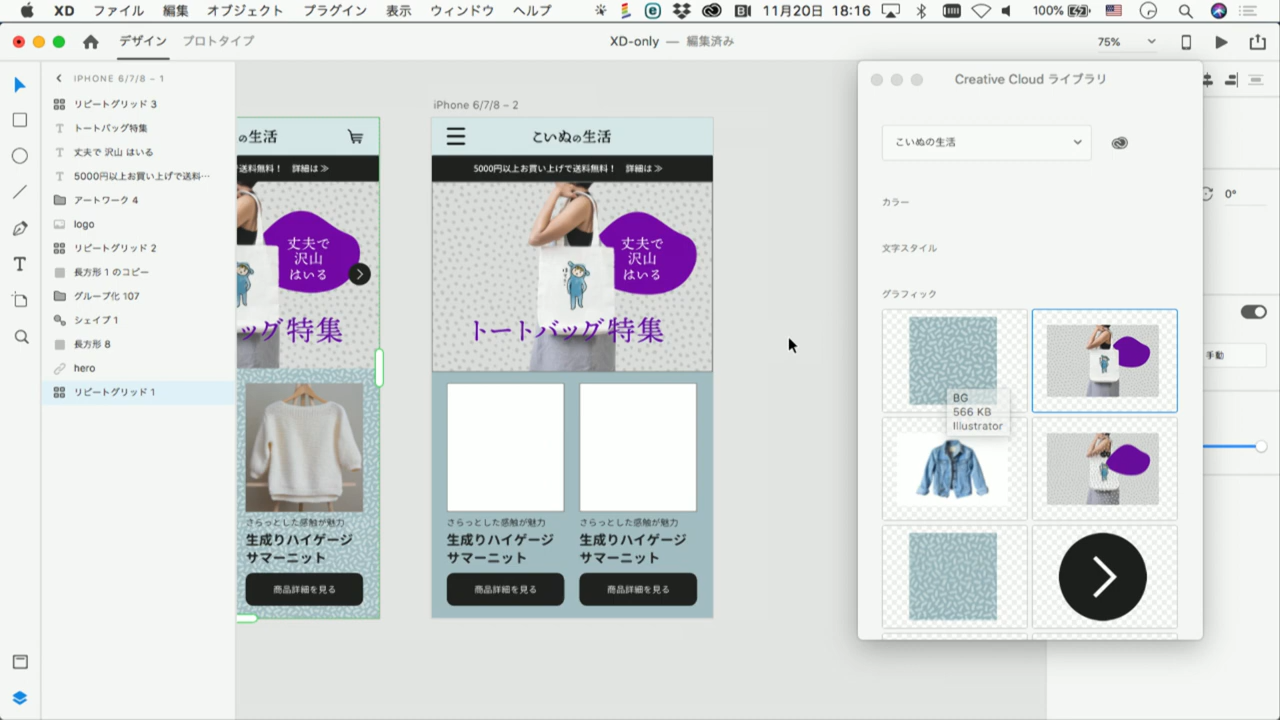 XD ファイル 編集 オブジェクト プラグイン 表示 ウィンドウ ヘルプ 11月20日 18:16 100%
デザイン プロトタイプ
XD-only — 編集済み
75%
IPHONE 6/7/8 – 1
リピートグリッド 3
トートバッグ特集
丈夫で 沢山 はいる
5000円以上お買い上げで送料…
アートワーク 4
logo
リピートグリッド 2
長方形 1 のコピー
グループ化 107
シェイプ 1
長方形 8
hero
リピートグリッド 1
の生活
で送料無料！ 詳細は ≫
丈夫で
沢山
はいる
ッグ特集
さらっとした感触が魅力
生成りハイゲージ
サマーニット
商品詳細を見る
iPhone 6/7/8 – 2
こいぬの生活
5000円以上お買い上げで送料無料！ 詳細は ≫
丈夫で
沢山
はいる
トートバッグ特集
さらっとした感触が魅力 さらっとした感触が魅力
生成りハイゲージ 生成りハイゲージ
サマーニット サマーニット
商品詳細を見る 商品詳細を見る
Creative Cloud ライブラリ
こいぬの生活
カラー
文字スタイル
グラフィック
BG
566 KB
Illustrator
0°
手動